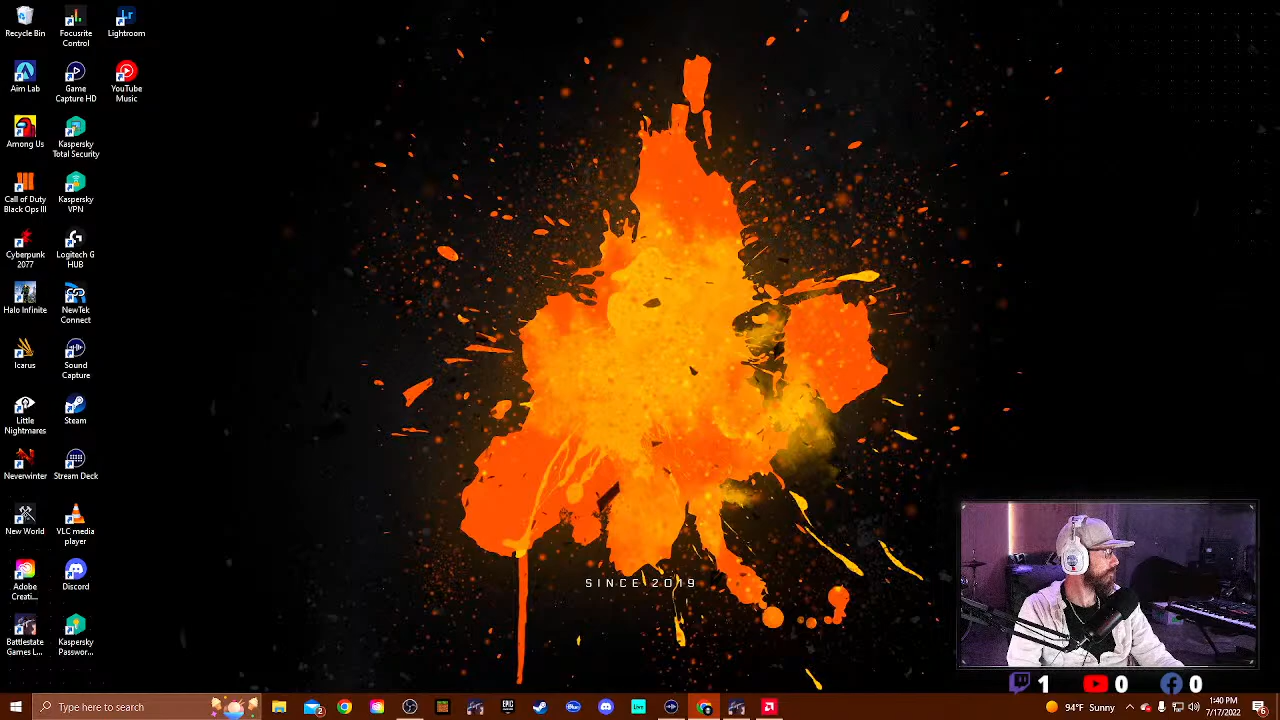 Recycle Bin
Focusrite
Control
Lightroom
Aim Lab
Game
Capture HD
YouTube
Music
Among Us
Kaspersky
Total Security
Call of Duty
Black Ops III
Kaspersky
VPN
Cyberpunk
2077
Logitech G
HUB
Halo Infinite
NewTek
Connect
Icarus
Sound
Capture
Little
Nightmares
Steam
Neverwinter
Stream Deck
New World
VLC media
player
Adobe
Creati...
Discord
Battlestate
Games L...
Kaspersky
Passwor...
SINCE 2019
1
0
0
Type here to search
94°F Sunny
1:40 PM
7/17/2022